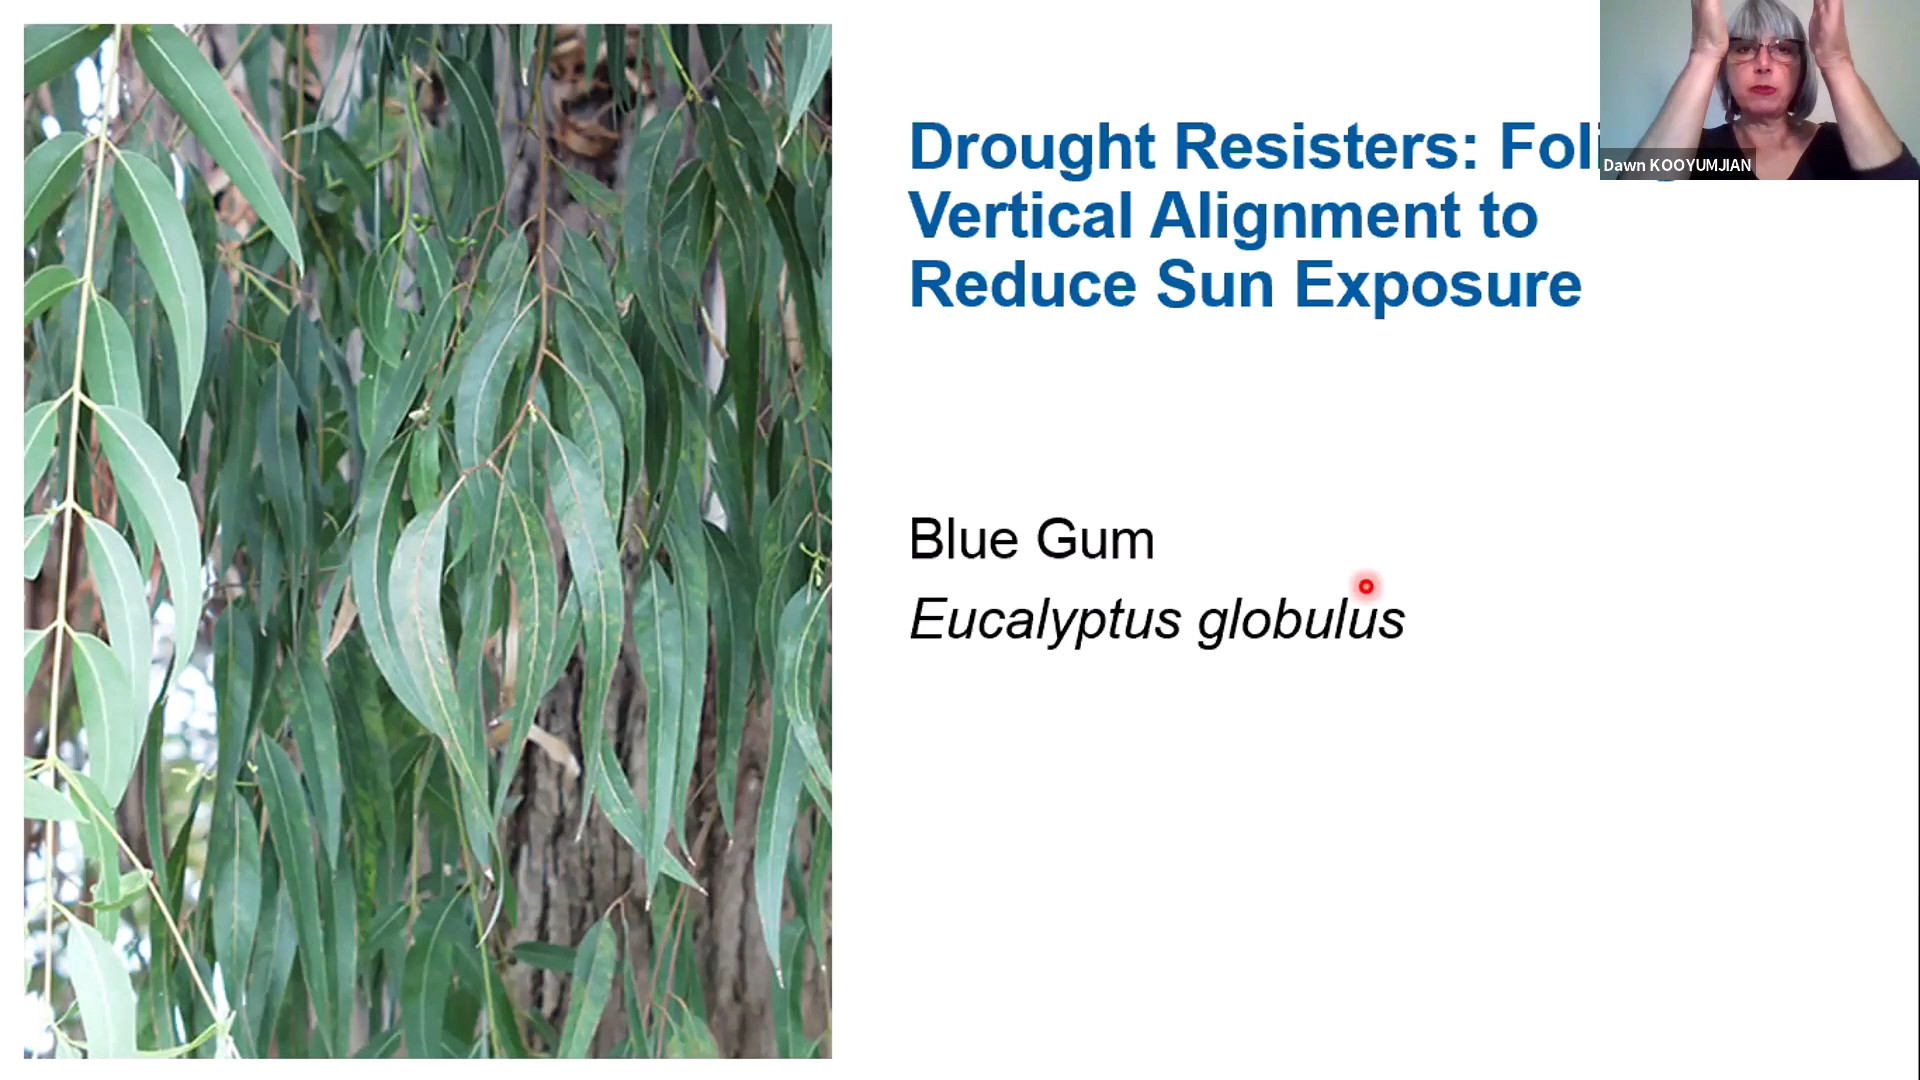 Drought Resisters: Foli
Vertical Alignment to
Reduce Sun Exposure
Dawn KOOYUMJIAN
Blue Gum
Eucalyptus globulus